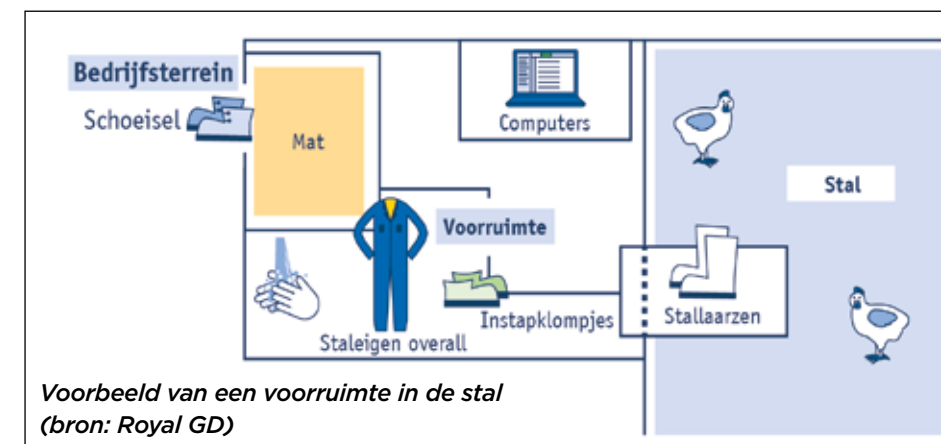 Bedrijfsterrein
Schoeisel
Mat
Computers
Stal
Voorruimte
Instapklompjes
Stallaarzen
Staleigen overall
Voorbeeld van een voorruimte in de stal
(bron: Royal GD)